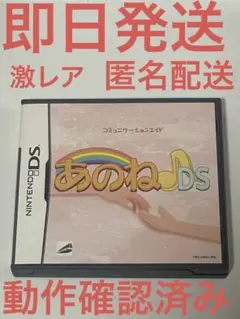 即日発送
激レア 匿名配送
コミュニケーションエイド
あのね♪DS
NINTENDO DS
動作確認済み